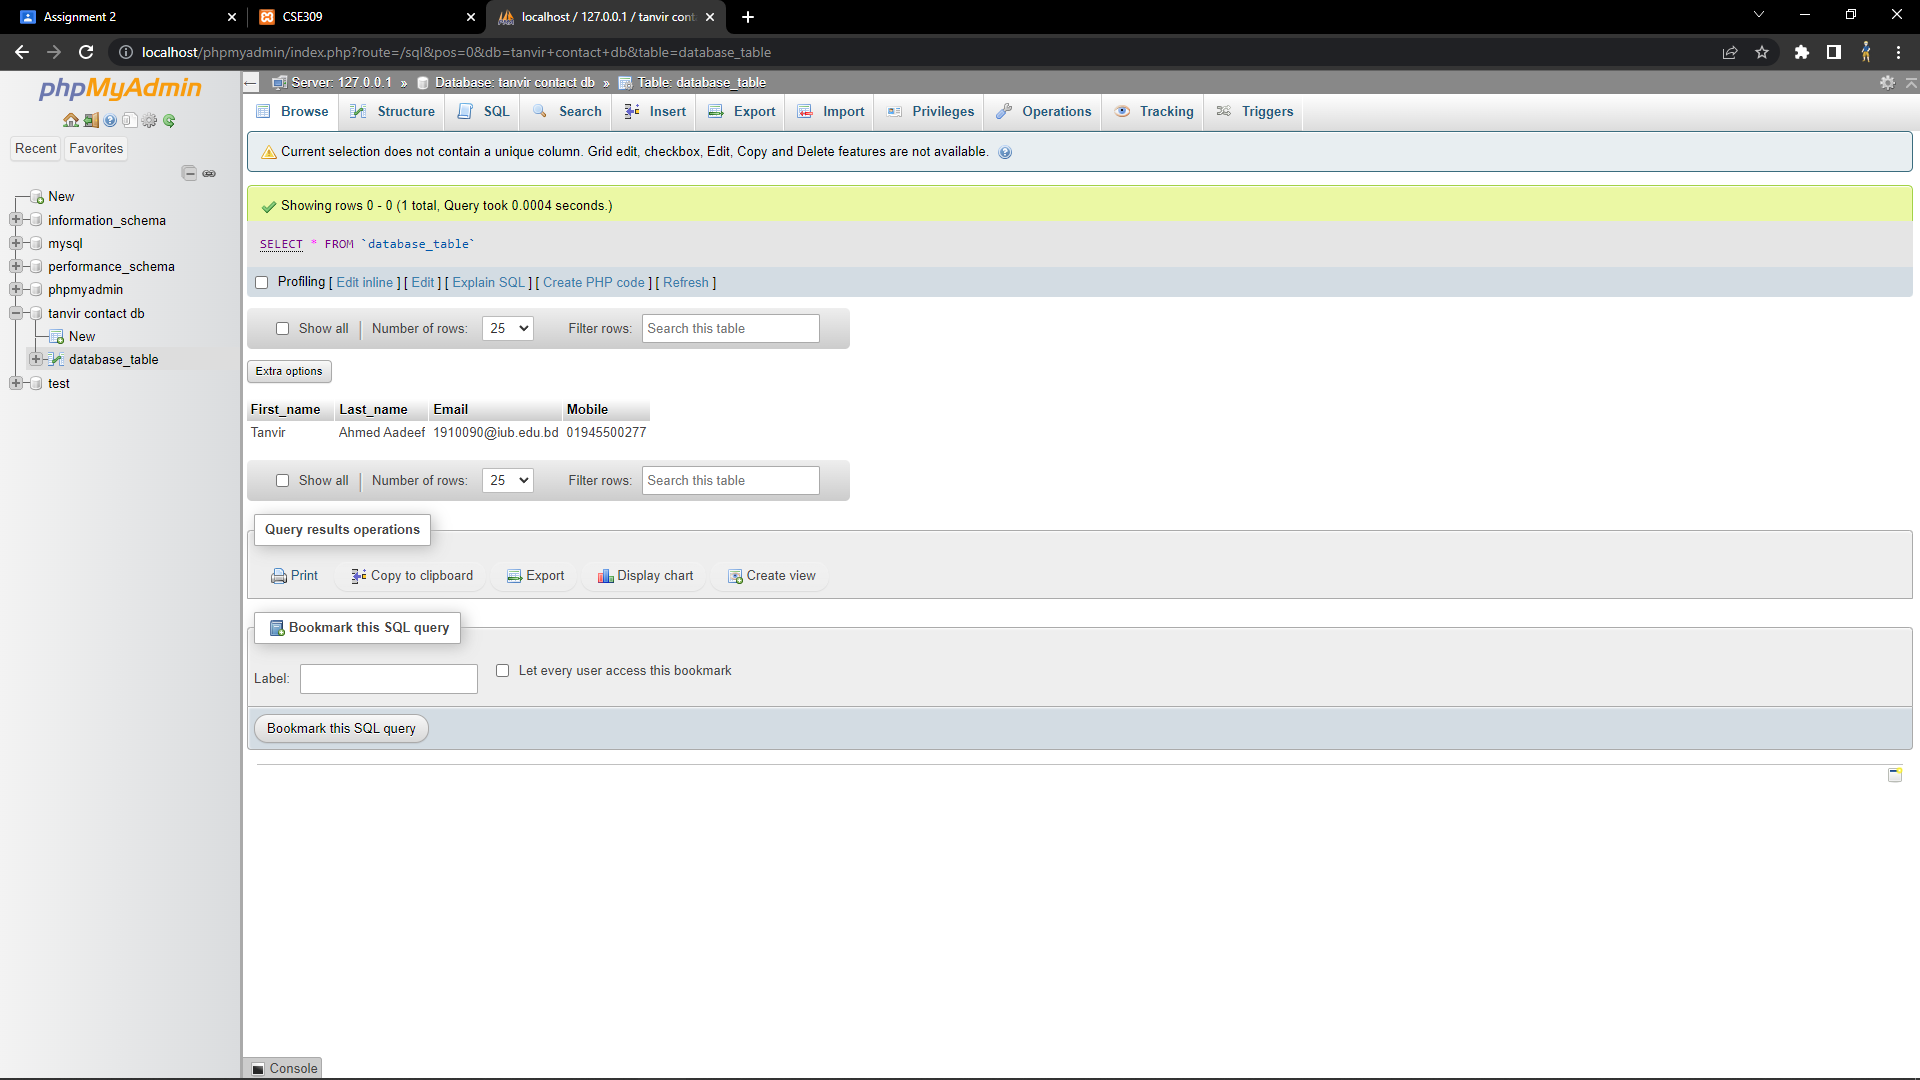 Assignment 2
CSE309
localhost / 127.0.0.1 / tanvir cont
localhost/phpmyadmin/index.php?route=/sql&pos=0&db=tanvir+contact+db&table=database_table
phpMyAdmin
Recent
Favorites
New
information_schema
mysql
performance_schema
phpmyadmin
tanvir contact db
New
database_table
test
Server: 127.0.0.1 » Database: tanvir contact db » Table: database_table
Browse
Structure
SQL
Search
Insert
Export
Import
Privileges
Operations
Tracking
Triggers
Current selection does not contain a unique column. Grid edit, checkbox, Edit, Copy and Delete features are not available.
Showing rows 0 - 0 (1 total, Query took 0.0004 seconds.)
SELECT * FROM `database_table`
Profiling [ Edit inline ] [ Edit ] [ Explain SQL ] [ Create PHP code ] [ Refresh ]
Show all | Number of rows: 25 Filter rows: Search this table
Extra options
First_name Last_name Email Mobile
Tanvir Ahmed Aadeef 1910090@iub.edu.bd 01945500277
Show all | Number of rows: 25 Filter rows: Search this table
Query results operations
Print
Copy to clipboard
Export
Display chart
Create view
Bookmark this SQL query
Label:
Let every user access this bookmark
Bookmark this SQL query
Console